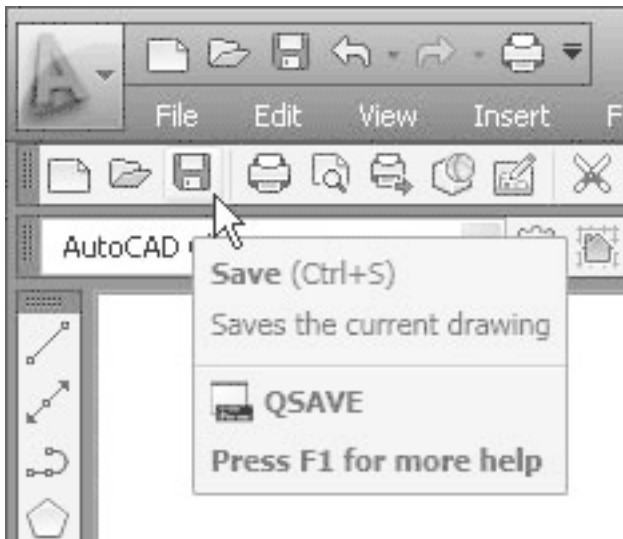 File Edit View Insert F
AutoCAD
Save (Ctrl+S)
Saves the current drawing
QSAVE
Press F1 for more help